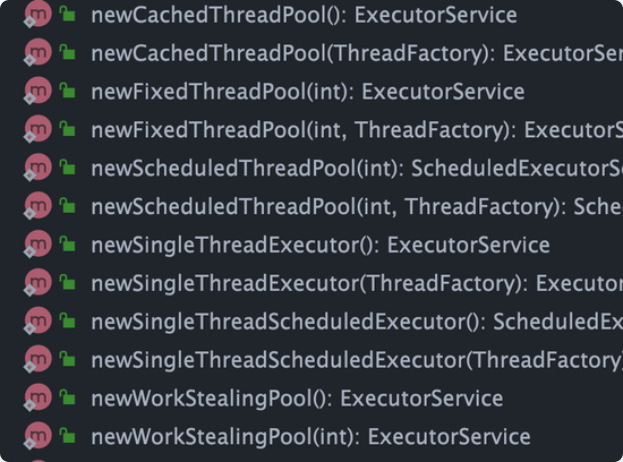 newCachedThreadPool(): ExecutorService
newCachedThreadPool(ThreadFactory): ExecutorSer
newFixedThreadPool(int): ExecutorService
newFixedThreadPool(int, ThreadFactory): ExecutorS
newScheduledThreadPool(int): ScheduledExecutorSe
newScheduledThreadPool(int, ThreadFactory): Sche
newSingleThreadExecutor(): ExecutorService
newSingleThreadExecutor(ThreadFactory): Executor
newSingleThreadScheduledExecutor(): ScheduledEx
newSingleThreadScheduledExecutor(ThreadFactory)
newWorkStealingPool(): ExecutorService
newWorkStealingPool(int): ExecutorService